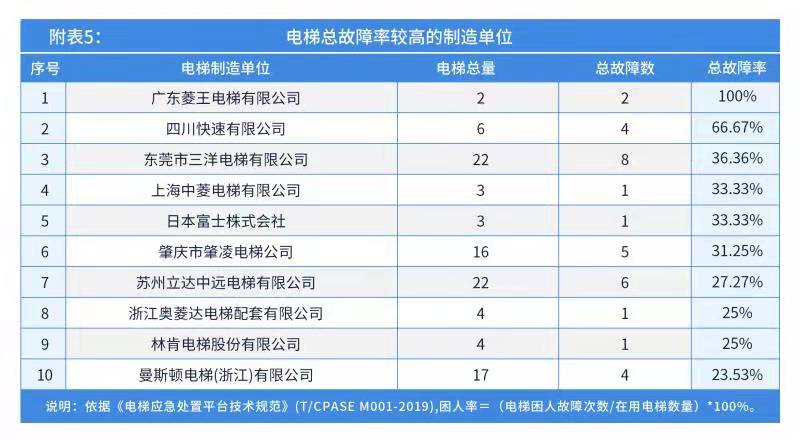 附表5： 电梯总故障率较高的制造单位
序号 电梯制造单位 电梯总量 总故障数 总故障率
1 广东菱王电梯有限公司 2 2 100%
2 四川快速有限公司 6 4 66.67%
3 东莞市三洋电梯有限公司 22 8 36.36%
4 上海中菱电梯有限公司 3 1 33.33%
5 日本富士株式会社 3 1 33.33%
6 肇庆市肇凌电梯公司 16 5 31.25%
7 苏州立达中远电梯有限公司 22 6 27.27%
8 浙江奥菱达电梯配套有限公司 4 1 25%
9 林肯电梯股份有限公司 4 1 25%
10 曼斯顿电梯(浙江)有限公司 17 4 23.53%
说明：依据《电梯应急处置平台技术规范》(T/CPASE M001-2019),困人率＝（电梯困人故障次数/在用电梯数量）*100%。